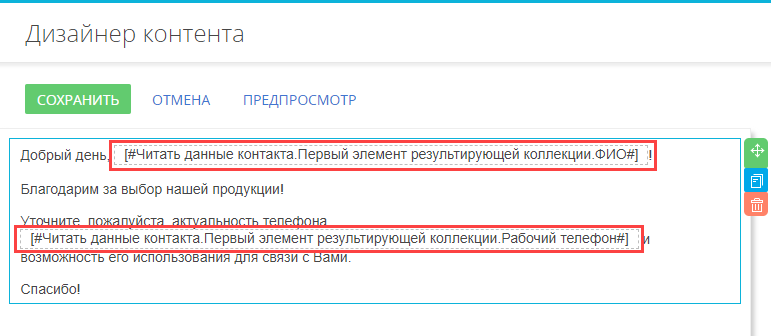 Дизайнер контента
СОХРАНИТЬ ОТМЕНА ПРЕДПРОСМОТР
Добрый день, [#Читать данные контакта.Первый элемент результирующей коллекции.ФИО#] !
Благодарим за выбор нашей продукции!
Уточните, пожалуйста, актуальность телефона
[#Читать данные контакта.Первый элемент результирующей коллекции.Рабочий телефон#] и
возможность его использования для связи с Вами.
Спасибо!